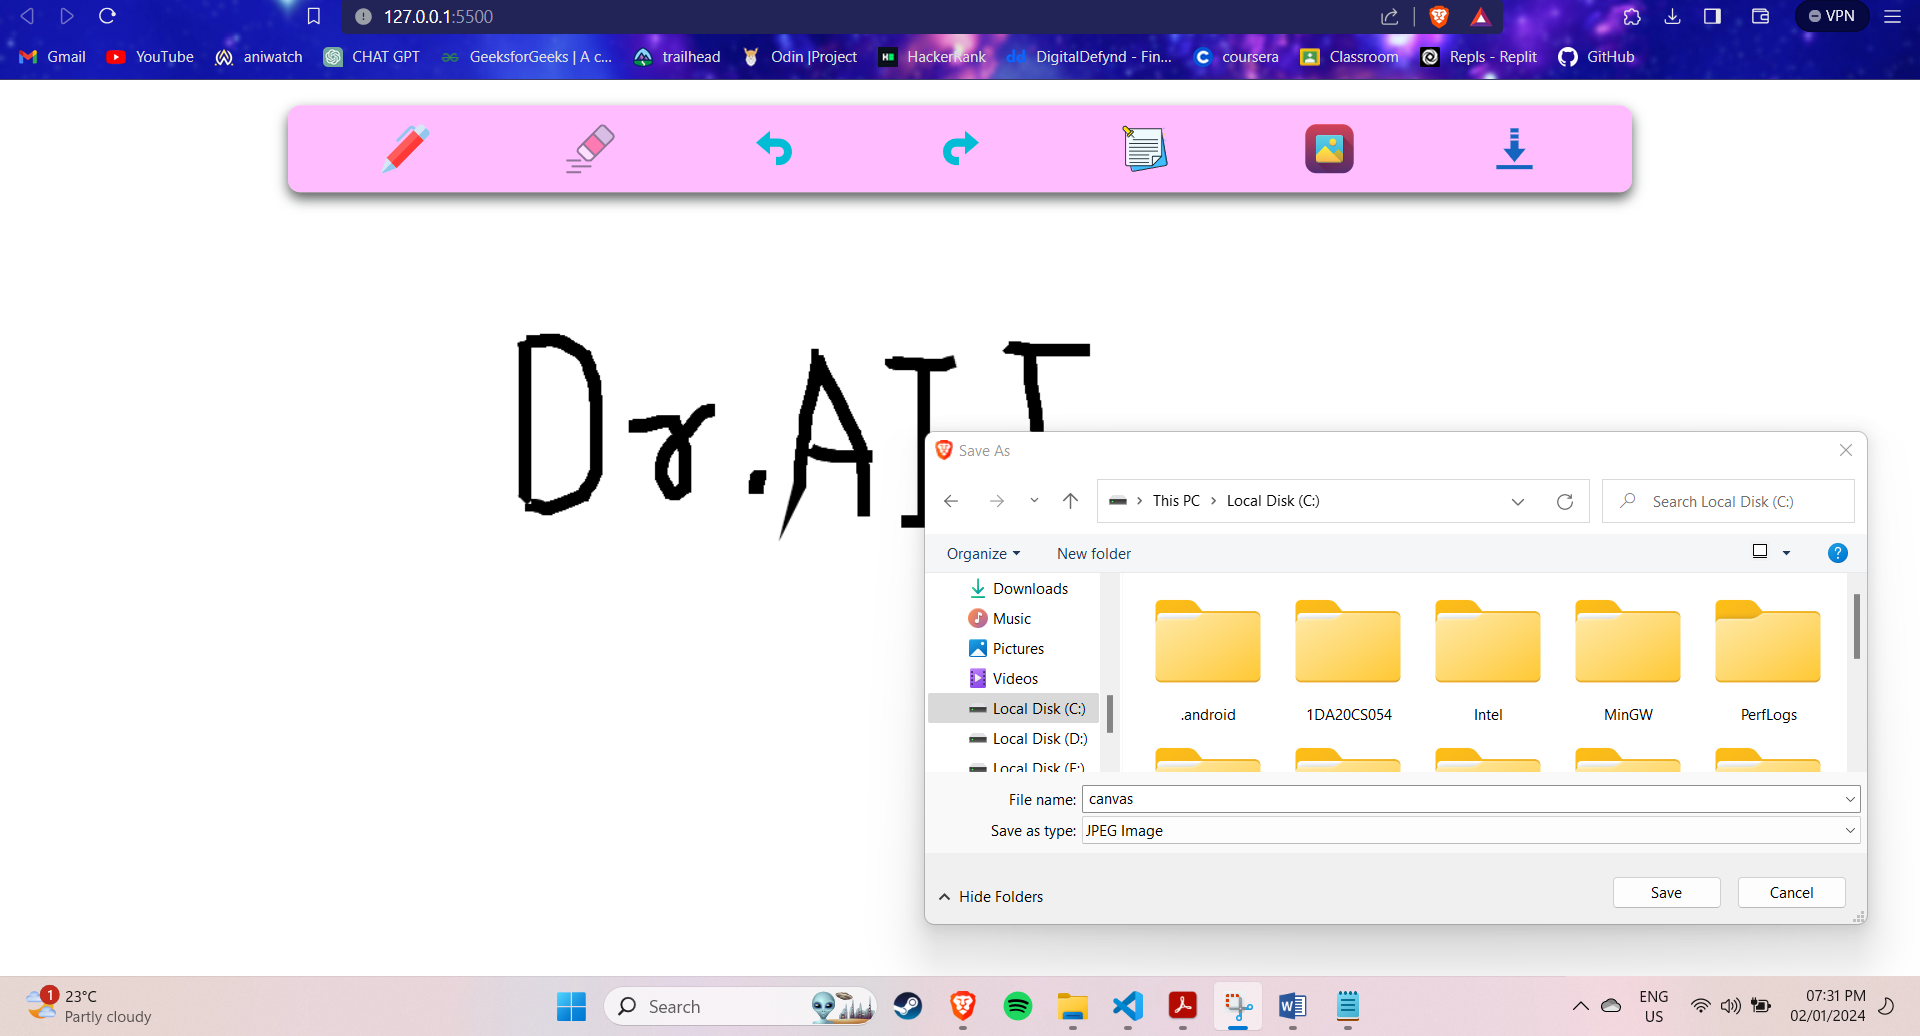 127.0.0.1:5500
VPN
Gmail
YouTube
aniwatch
CHAT GPT
GeeksforGeeks | A c...
trailhead
Odin |Project
HackerRank
dd DigitalDefynd - Fin...
coursera
Classroom
Repls - Replit
GitHub
Dr.AIT
Save As
This PC > Local Disk (C:)
Search Local Disk (C:)
Organize
New folder
?
Downloads
Music
Pictures
Videos
Local Disk (C:)
Local Disk (D:)
.android
1DA20CS054
Intel
MinGW
PerfLogs
File name: canvas
Save as type: JPEG Image
Hide Folders
Save
Cancel
1
23°C
Partly cloudy
Search
ENG
US
07:31 PM
02/01/2024